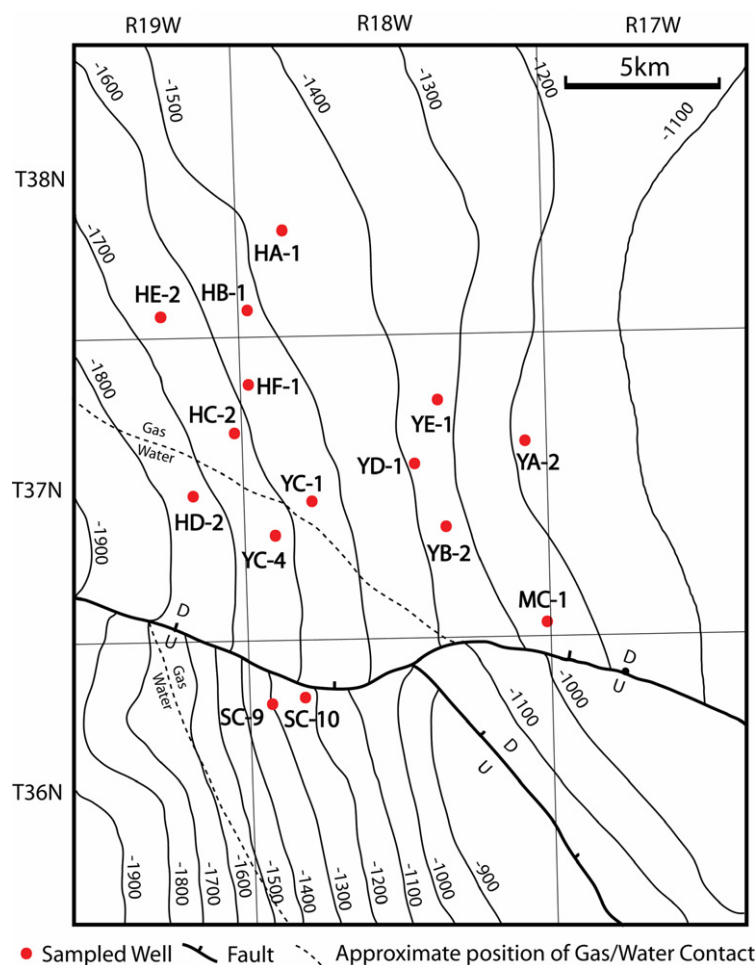 R19W R18W R17W
5km
-1600
-1500
-1400
-1300
-1200
-1100
T38N
HA-1
-1700
HE-2
HB-1
-1800
HF-1
HC-2
YE-1
Gas
Water
YC-1
YD-1
YA-2
T37N
HD-2
YC-4
YB-2
-1900
MC-1
D
U
D
U
Gas
Water
-1000
-1100
SC-9
SC-10
D
U
T36N
-1900
-1800
-1700
-1600
-1500
-1400
-1300
-1200
-1100
-1000
-900
Sampled Well Fault Approximate position of Gas/Water Contact